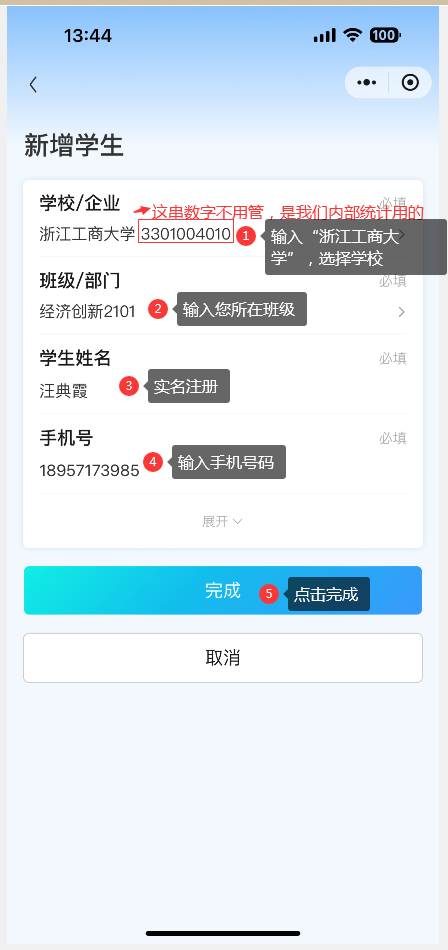 13:44
100
新增学生
学校/企业
必填
这串数字不用管，是我们内部统计用的
浙江工商大学 3301004010
1
输入“浙江工商大
学”，选择学校
班级/部门
必填
经济创新2101
2
输入您所在班级
学生姓名
必填
汪典霞
3
实名注册
手机号
必填
18957173985
4
输入手机号码
展开
完成
5
点击完成
取消